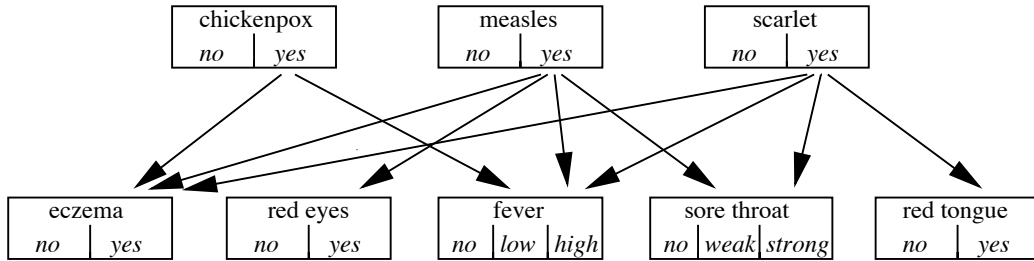 chickenpox measles scarlet
no yes no yes no yes
eczema red eyes fever sore throat red tongue
no yes no yes no low high no weak strong no yes